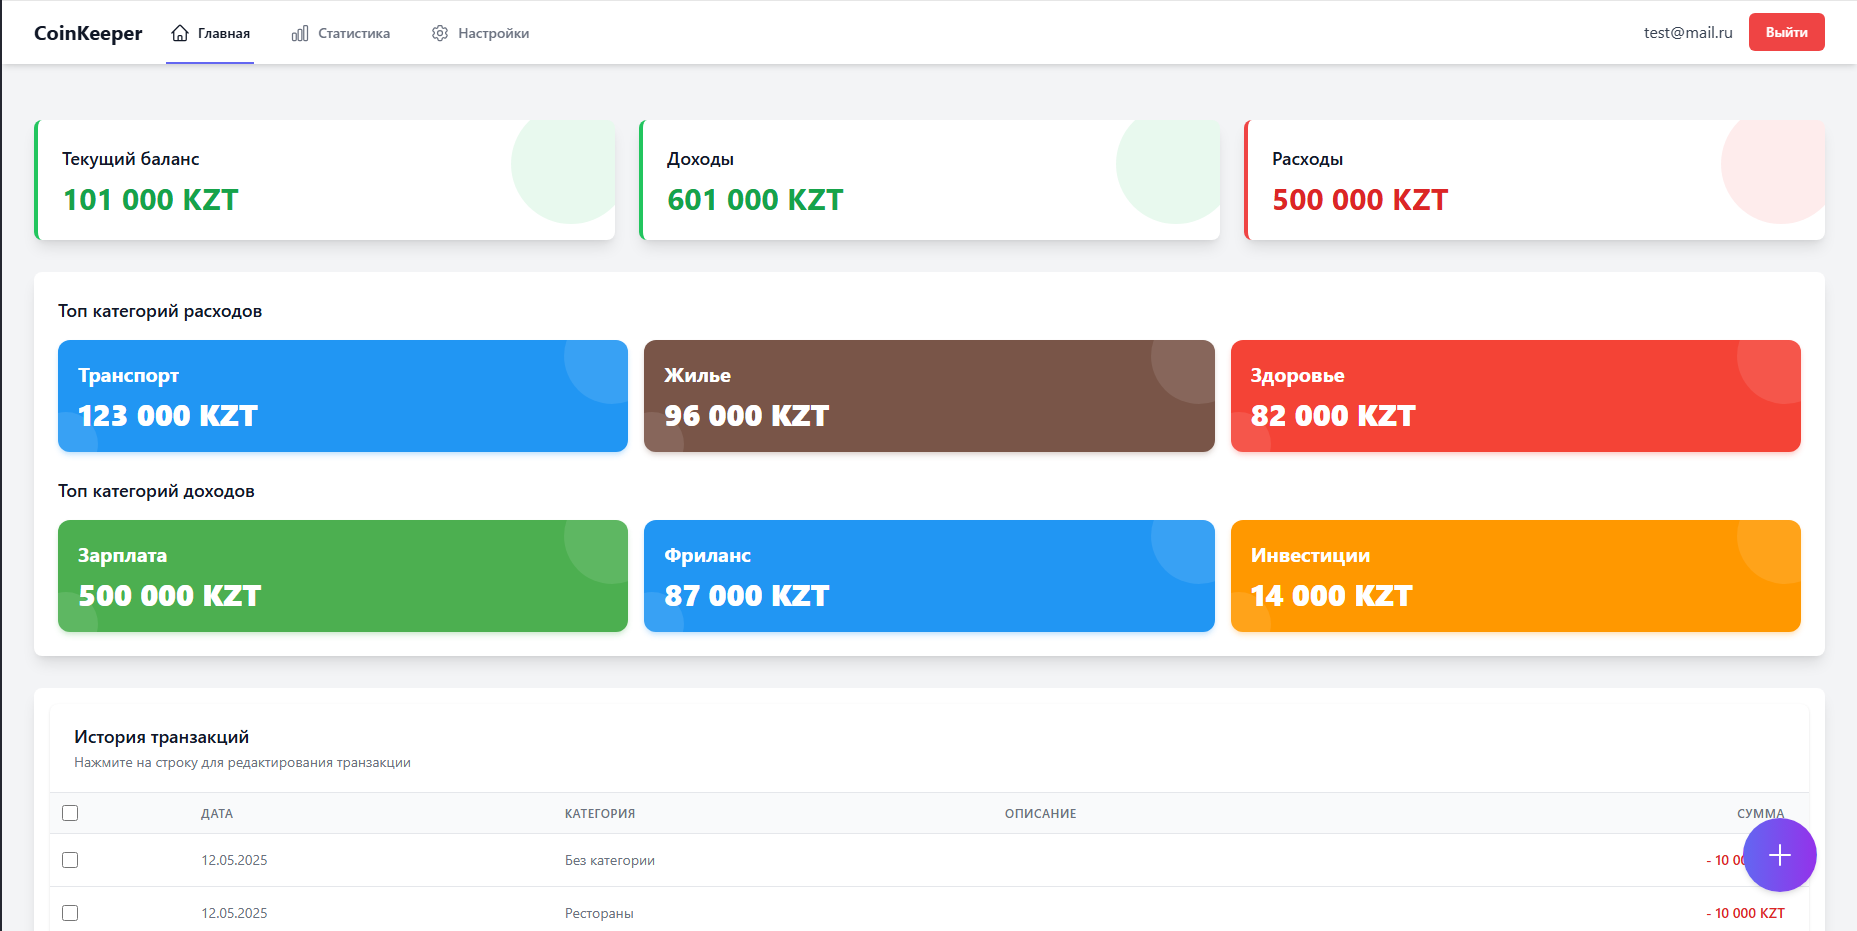 CoinKeeper Главная Статистика Настройки test@mail.ru Выйти
Текущий баланс
101 000 KZT
Доходы
601 000 KZT
Расходы
500 000 KZT
Топ категорий расходов
Транспорт
123 000 KZT
Жилье
96 000 KZT
Здоровье
82 000 KZT
Топ категорий доходов
Зарплата
500 000 KZT
Фриланс
87 000 KZT
Инвестиции
14 000 KZT
История транзакций
Нажмите на строку для редактирования транзакции
ДАТА КАТЕГОРИЯ ОПИСАНИЕ СУММА
12.05.2025 Без категории - 10
12.05.2025 Рестораны - 10 000 KZT